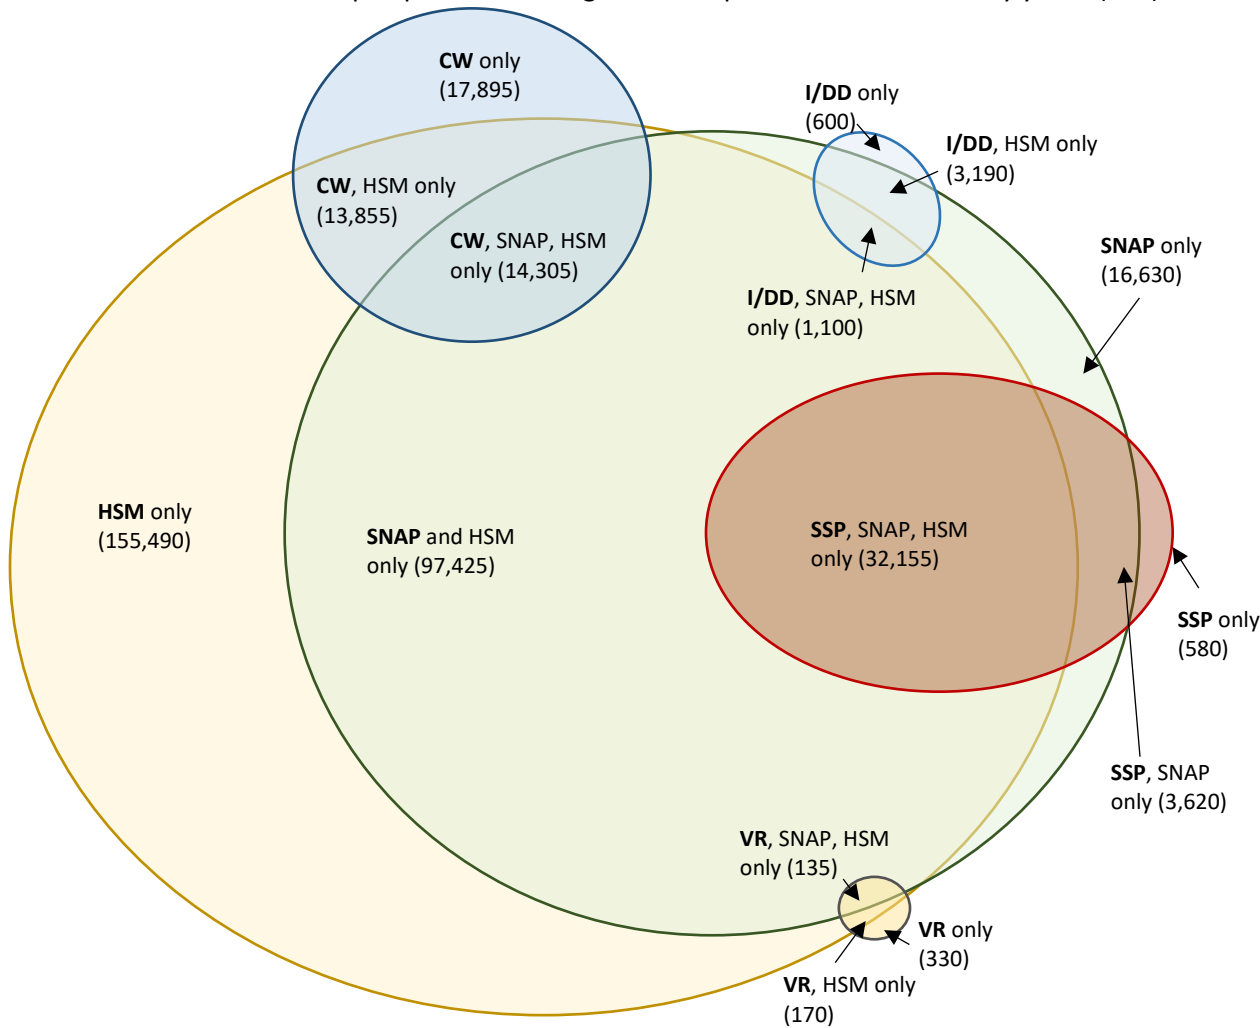 CW only
(17,895)
I/DD only
(600)
I/DD, HSM only
(3,190)
CW, HSM only
(13,855)
CW, SNAP, HSM
only (14,305)
SNAP only
(16,630)
I/DD, SNAP, HSM
only (1,100)
HSM only
(155,490)
SNAP and HSM
only (97,425)
SSP, SNAP, HSM
only (32,155)
SSP only
(580)
SSP, SNAP
only (3,620)
VR, SNAP, HSM
only (135)
VR only
(330)
VR, HSM only
(170)